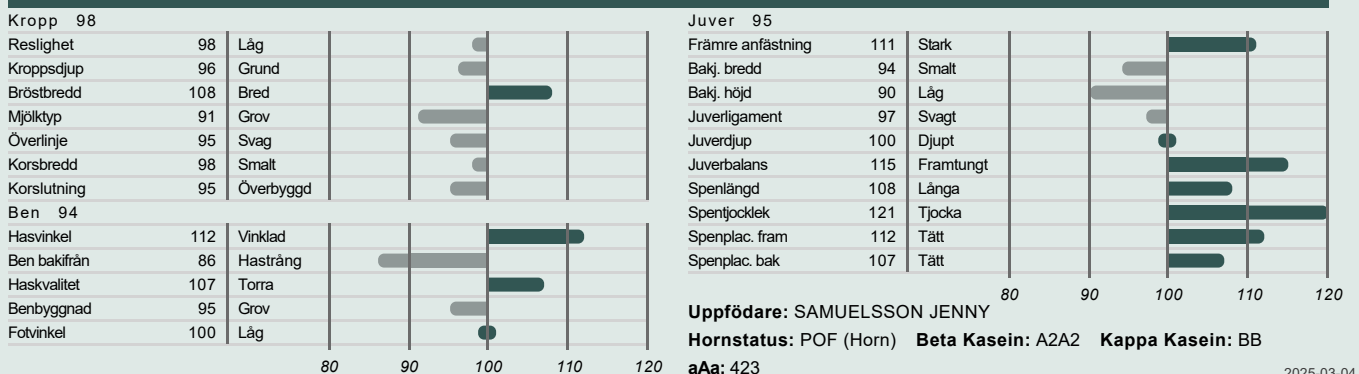 Kropp 98
Reslighet 98 Låg
Kroppsdjup 96 Grund
Bröstbredd 108 Bred
Mjölktyp 91 Grov
Överlinje 95 Svag
Korsbredd 98 Smalt
Korslutning 95 Överbyggd
Ben 94
Hasvinkel 112 Vinklad
Ben bakifrån 86 Hastrång
Haskvalitet 107 Torra
Benbyggnad 95 Grov
Fotvinkel 100 Låg
80 90 100 110 120
Juver 95
Främre anfästning 111 Stark
Bakj. bredd 94 Smalt
Bakj. höjd 90 Låg
Juverligament 97 Svagt
Juverdjup 100 Djupt
Juverbalans 115 Framtungt
Spenlängd 108 Långa
Spentjocklek 121 Tjocka
Spenplac. fram 112 Tätt
Spenplac. bak 107 Tätt
80 90 100 110 120
Uppfödare: SAMUELSSON JENNY
Hornstatus: POF (Horn) Beta Kasein: A2A2 Kappa Kasein: BB
aAa: 423
2025-03-04